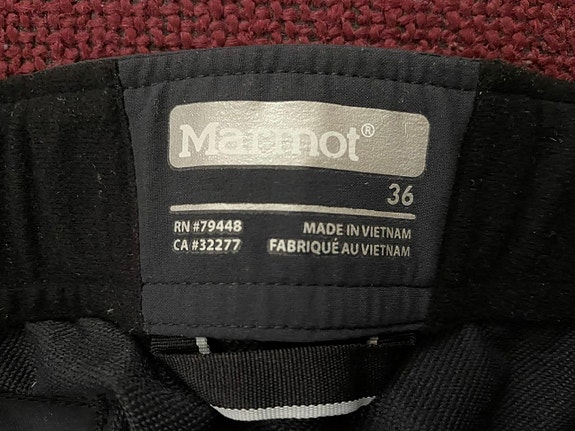 Marmot®
36
RN #79448
CA #32277
MADE IN VIETNAM
FABRIQUÉ AU VIETNAM